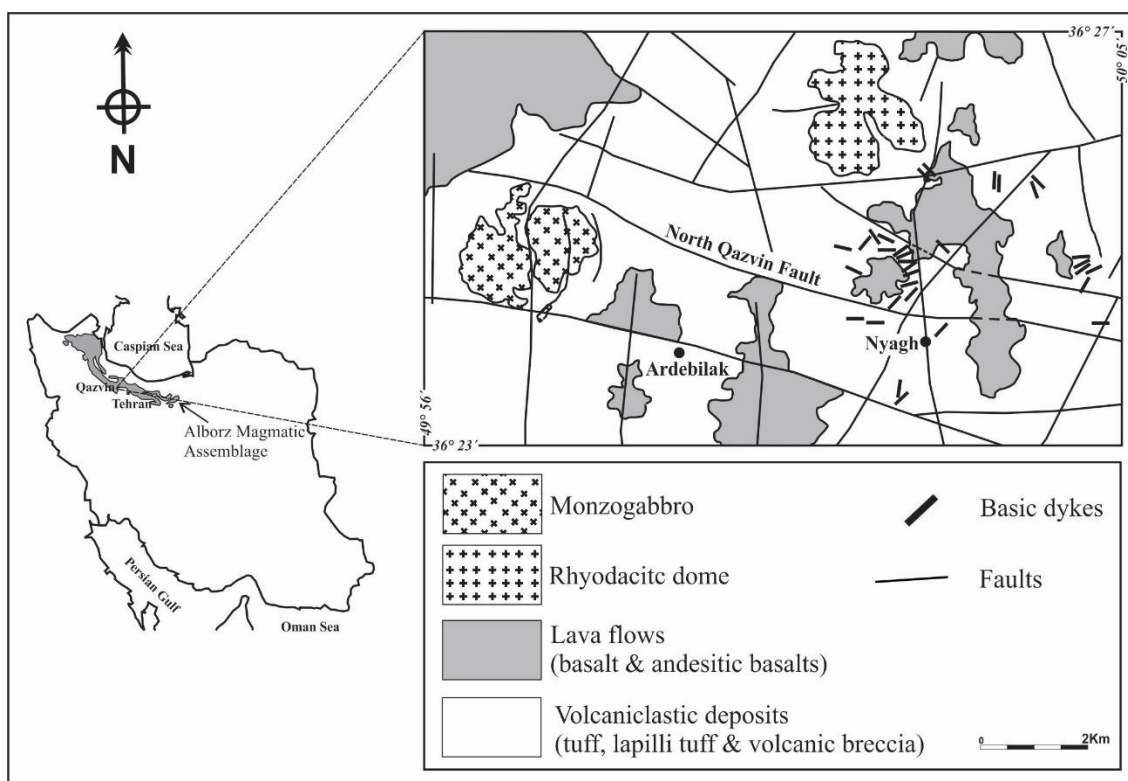 N
Caspian Sea
Qazvin
Tehran
Alborz Magmatic
Assemblage
Persian Gulf
Oman Sea
36° 27´
50° 05´
North Qazvin Fault
Nyagh
Ardebilak
49° 56´
36° 23´
Monzogabbro
Rhyodacitc dome
Lava flows
(basalt & andesitic basalts)
Volcaniclastic deposits
(tuff, lapilli tuff & volcanic breccia)
Basic dykes
Faults
0 2Km